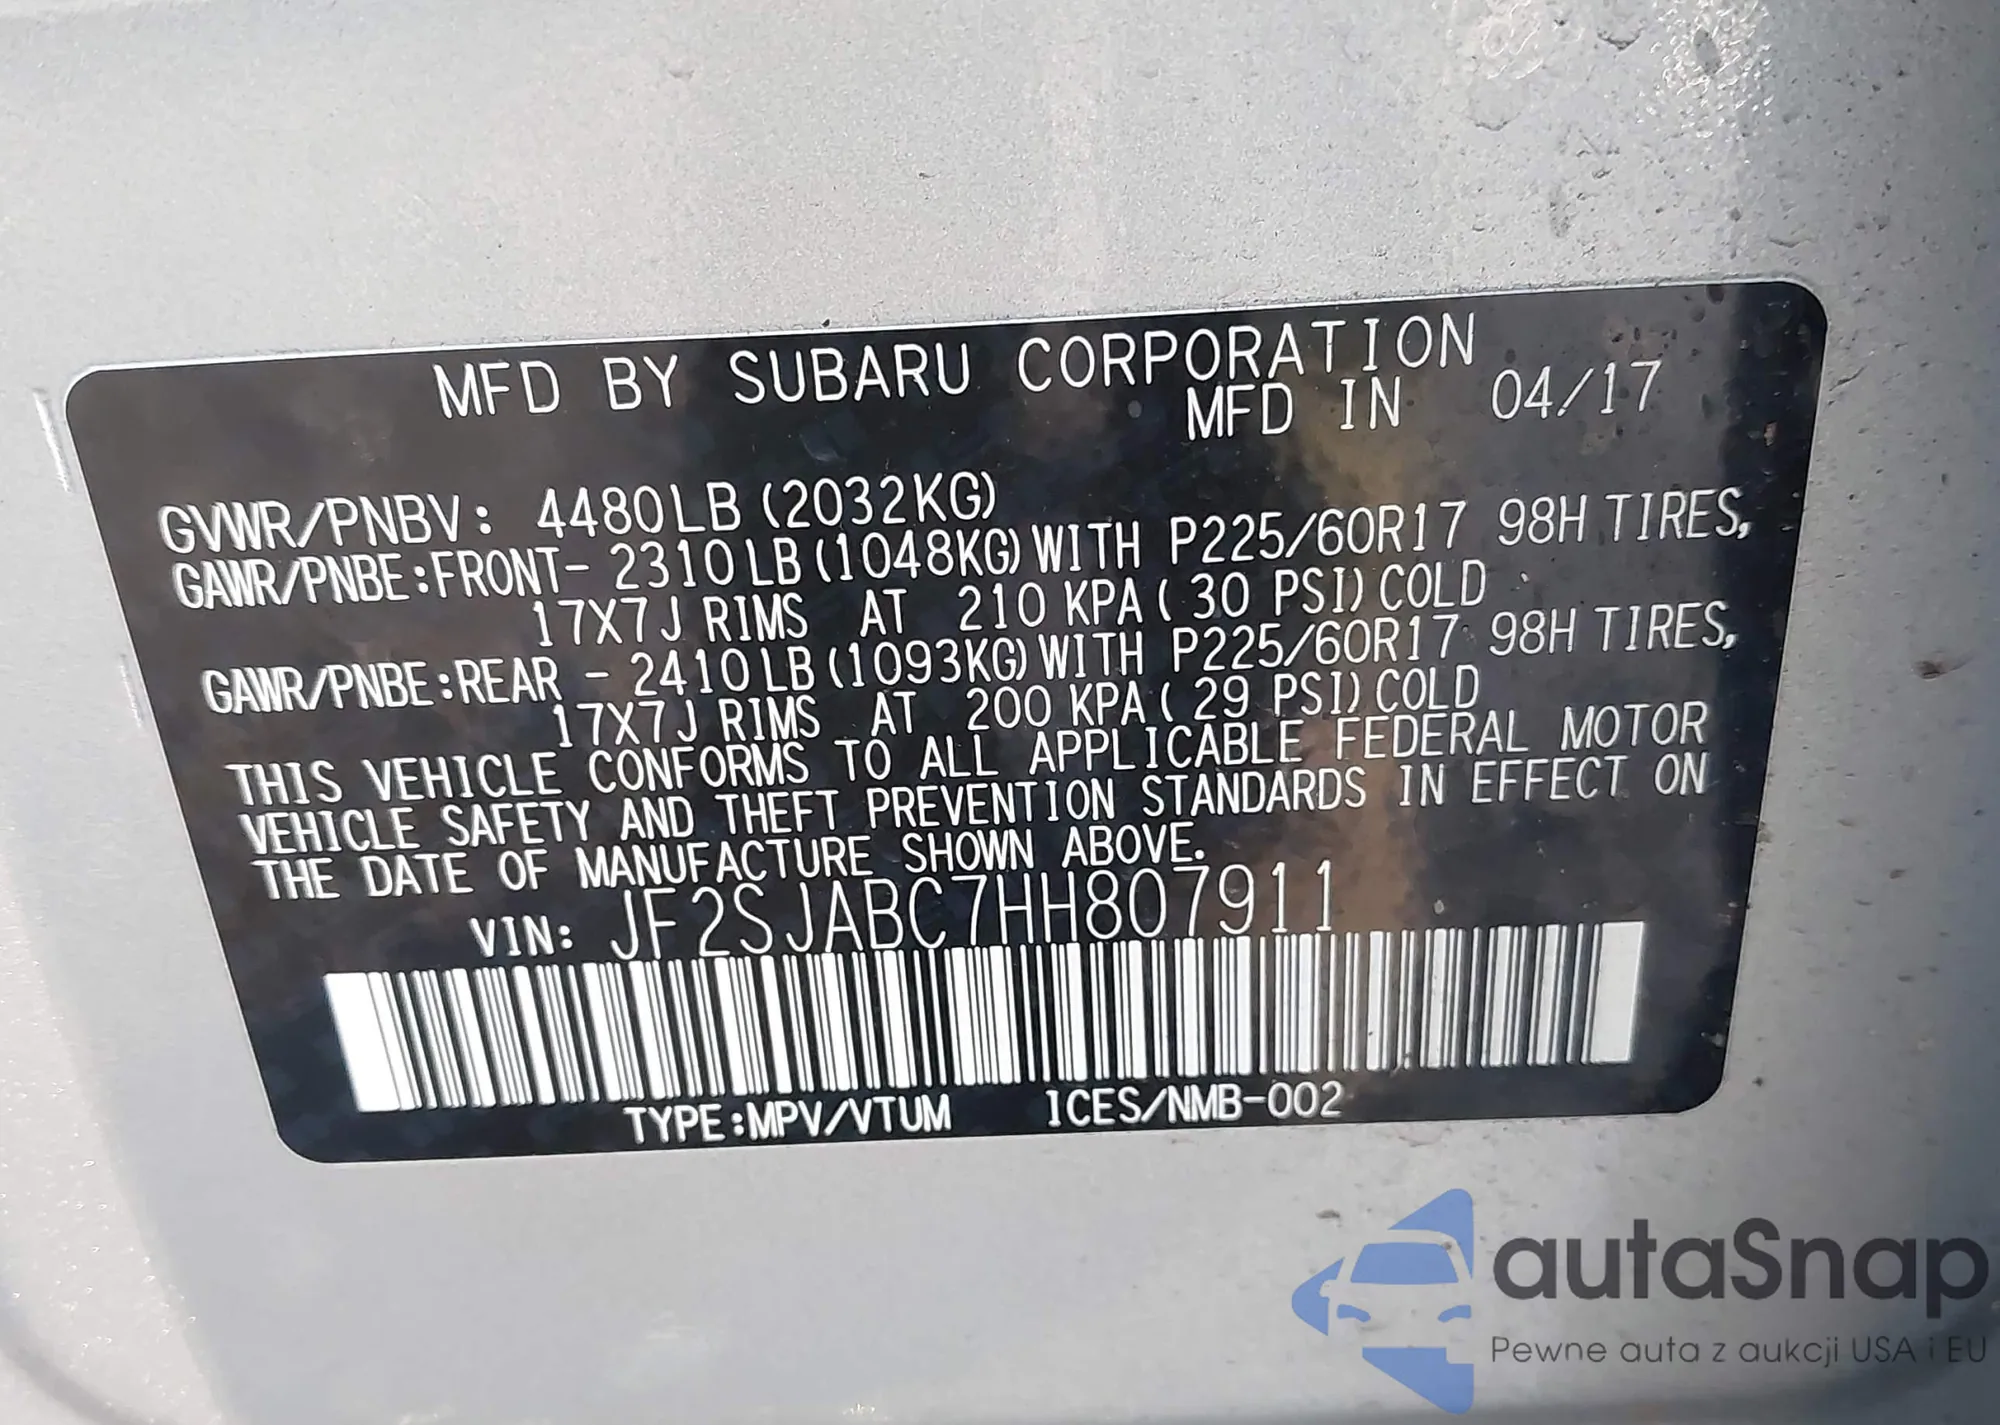 MFD BY SUBARU CORPORATION
MFD IN 04/17
GVWR/PNBV: 4480LB (2032KG)
GAWR/PNBE:FRONT- 2310LB (1048KG) WITH P225/60R17 98H TIRES,
17X7J RIMS AT 210 KPA ( 30 PSI) COLD
GAWR/PNBE:REAR - 2410LB (1093KG) WITH P225/60R17 98H TIRES,
17X7J RIMS AT 200 KPA ( 29 PSI) COLD
THIS VEHICLE CONFORMS TO ALL APPLICABLE FEDERAL MOTOR
VEHICLE SAFETY AND THEFT PREVENTION STANDARDS IN EFFECT ON
THE DATE OF MANUFACTURE SHOWN ABOVE.
VIN: JF2SJABC7HH807911
TYPE:MPV/VTUM ICES/NMB-002
autaSnap
Pewne auta z aukcji USA i EU